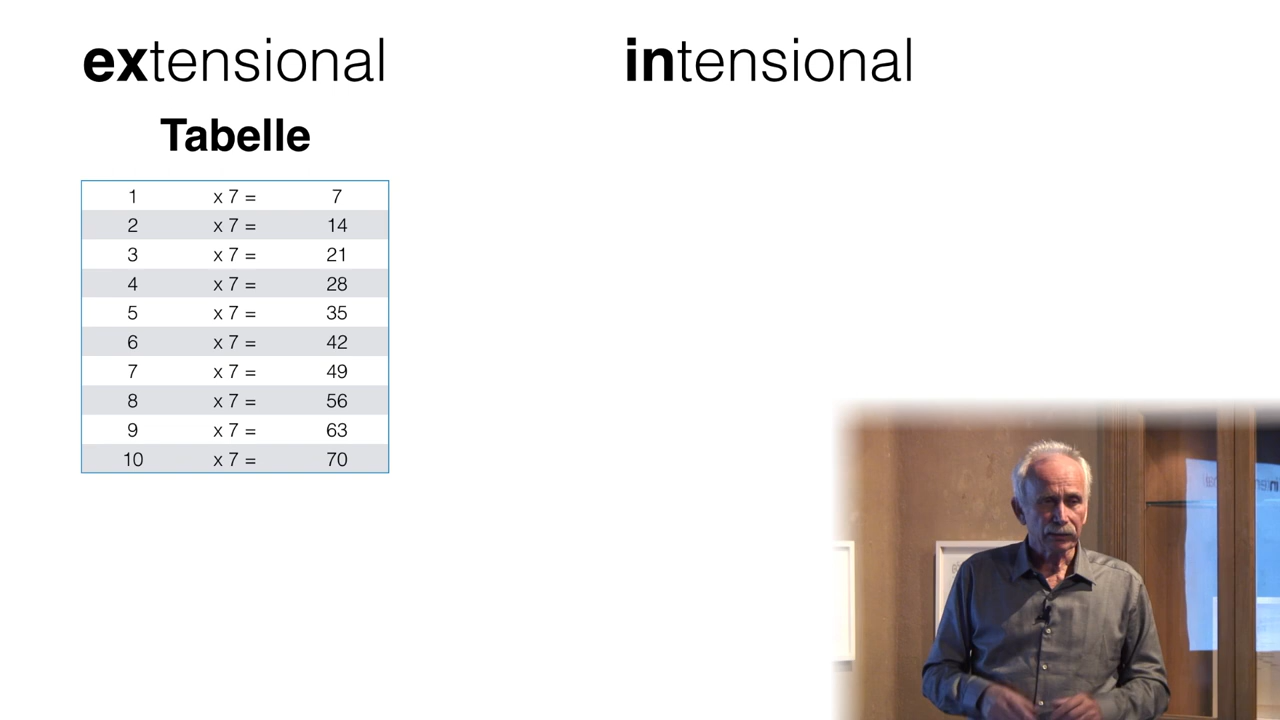 extensional
Tabelle
1 x 7 = 7
2 x 7 = 14
3 x 7 = 21
4 x 7 = 28
5 x 7 = 35
6 x 7 = 42
7 x 7 = 49
8 x 7 = 56
9 x 7 = 63
10 x 7 = 70
intensional